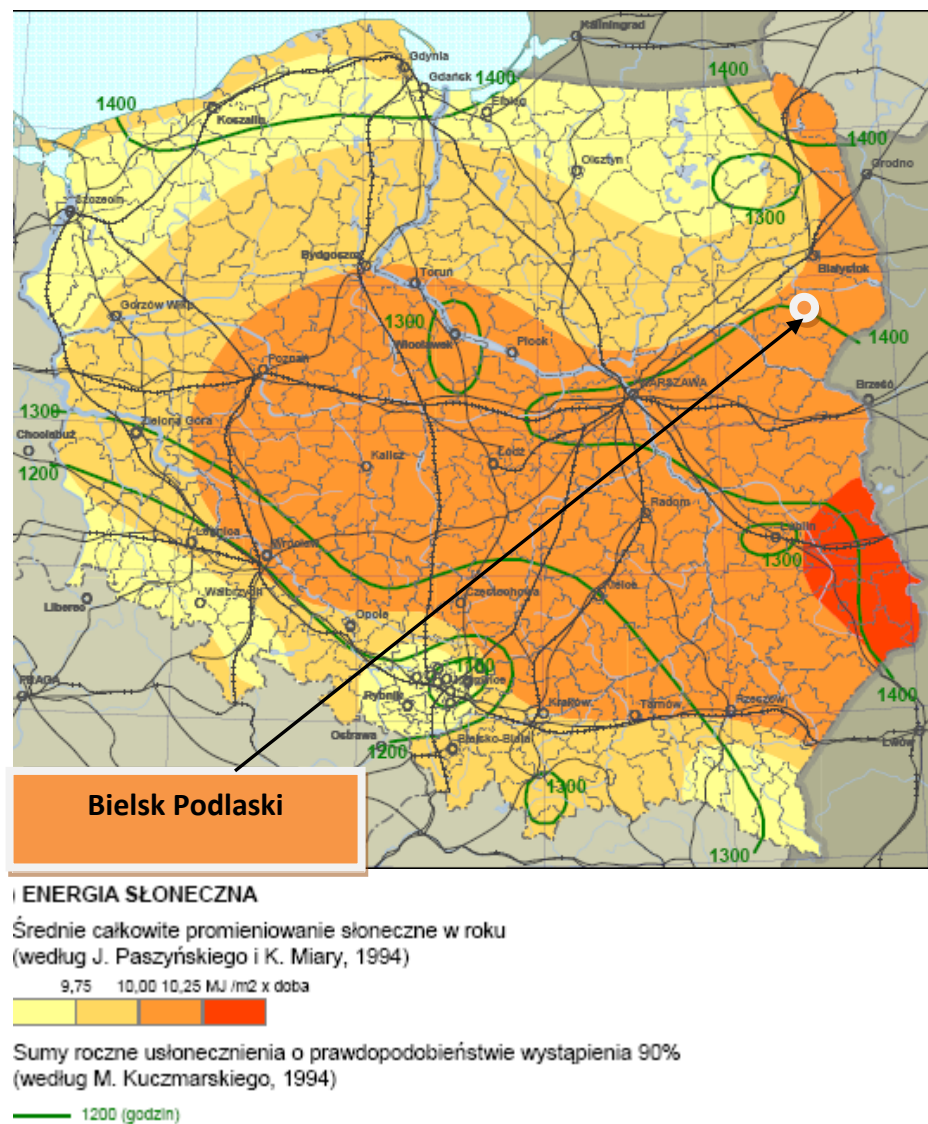 Kaliningrad
Gdynia
Gdańsk
1400
1400
1400
Elbląg
Koszalin
1400
Olsztyn
Grodno
Szczecin
1300
Bydgoszcz
Białystok
Toruń
Gorzów Wlkp
1300
Włocławek
Płock
1400
Poznań
WARSZAWA
Brześć
1300
Zielona Góra
Chociebuż
1200
Kalisz
Łódź
Radom
Legnica
Lublin
Wrocław
1300
Kielce
Wałbrzych
Częstochowa
Liberec
Opole
1100
PRAGA
Katowice
1400
Rybnik
Kraków
Tarnów
Rzeszów
Ostrawa
1200
Bielsko-Biała
Lwów
Bielsk Podlaski
1300
1300
ENERGIA SŁONECZNA
Średnie całkowite promieniowanie słoneczne w roku
(według J. Paszyńskiego i K. Miary, 1994)
9,75 10,00 10,25 MJ /m2 x doba
Sumy roczne usłonecznienia o prawdopodobieństwie wystąpienia 90%
(według M. Kuczmarskiego, 1994)
1200 (godzin)